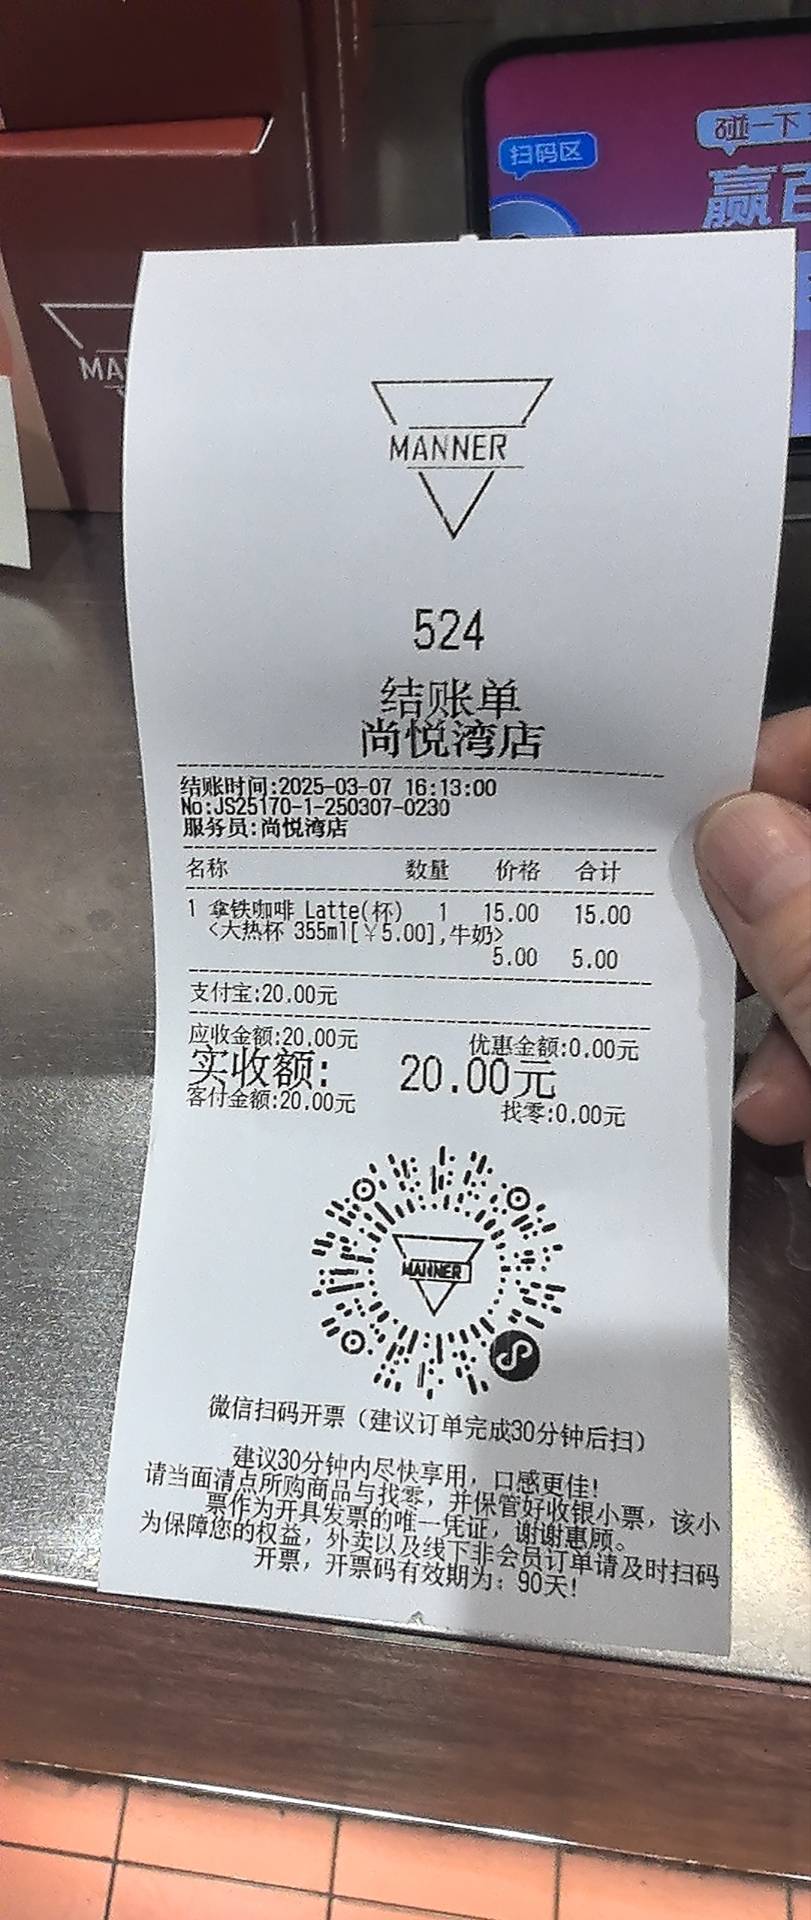 扫码区
碰一下
赢
MA
MANNER
524
结账单
尚悦湾店
结账时间:2025-03-07 16:13:00
No:JS25170-1-250307-0230
服务员:尚悦湾店
名称 数量 价格 合计
1 拿铁咖啡 Latte(杯) 1 15.00 15.00
<大热杯 355ml[￥5.00],牛奶>
5.00 5.00
支付宝:20.00元
应收金额:20.00元 优惠金额:0.00元
实收额: 20.00元
客付金额:20.00元 找零:0.00元
MANNER
微信扫码开票（建议订单完成30分钟后扫）
建议30分钟内尽快享用，口感更佳!
请当面清点所购商品与找零，并保管好收银小票，该小
票作为开具发票的唯一凭证，谢谢惠顾。
为保障您的权益，外卖以及线下非会员订单请及时扫码
开票，开票码有效期为：90天!